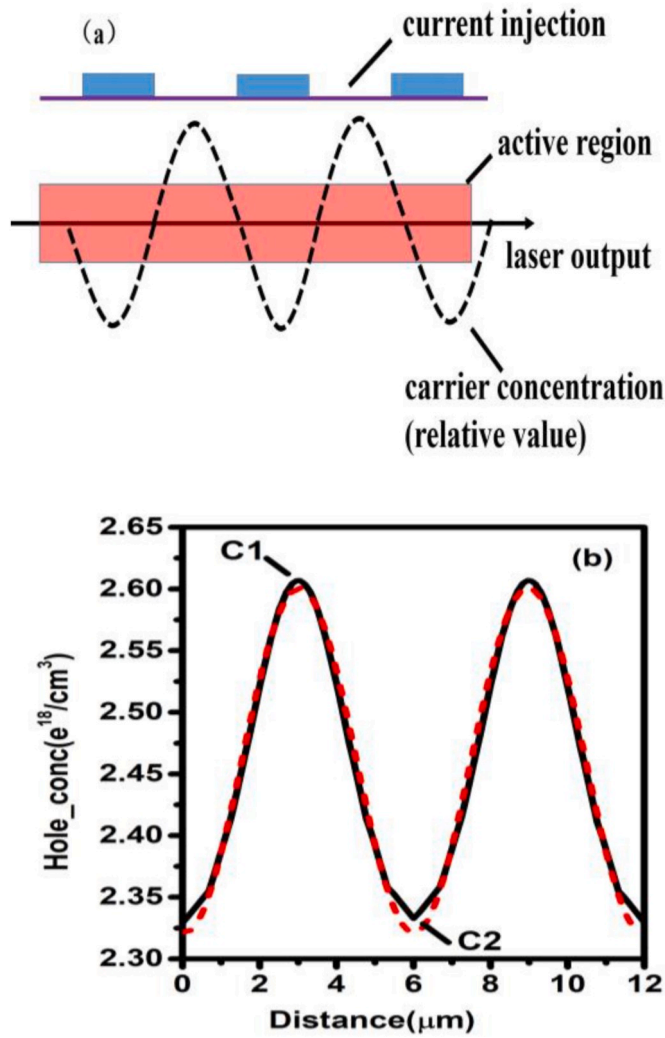 (a)
current injection
active region
laser output
carrier concentration
(relative value)
2.65
2.60
2.55
2.50
2.45
2.40
2.35
2.30
Hole_conc(e¹⁸/cm³)
C1
(b)
C2
0
2
4
6
8
10
12
Distance(μm)